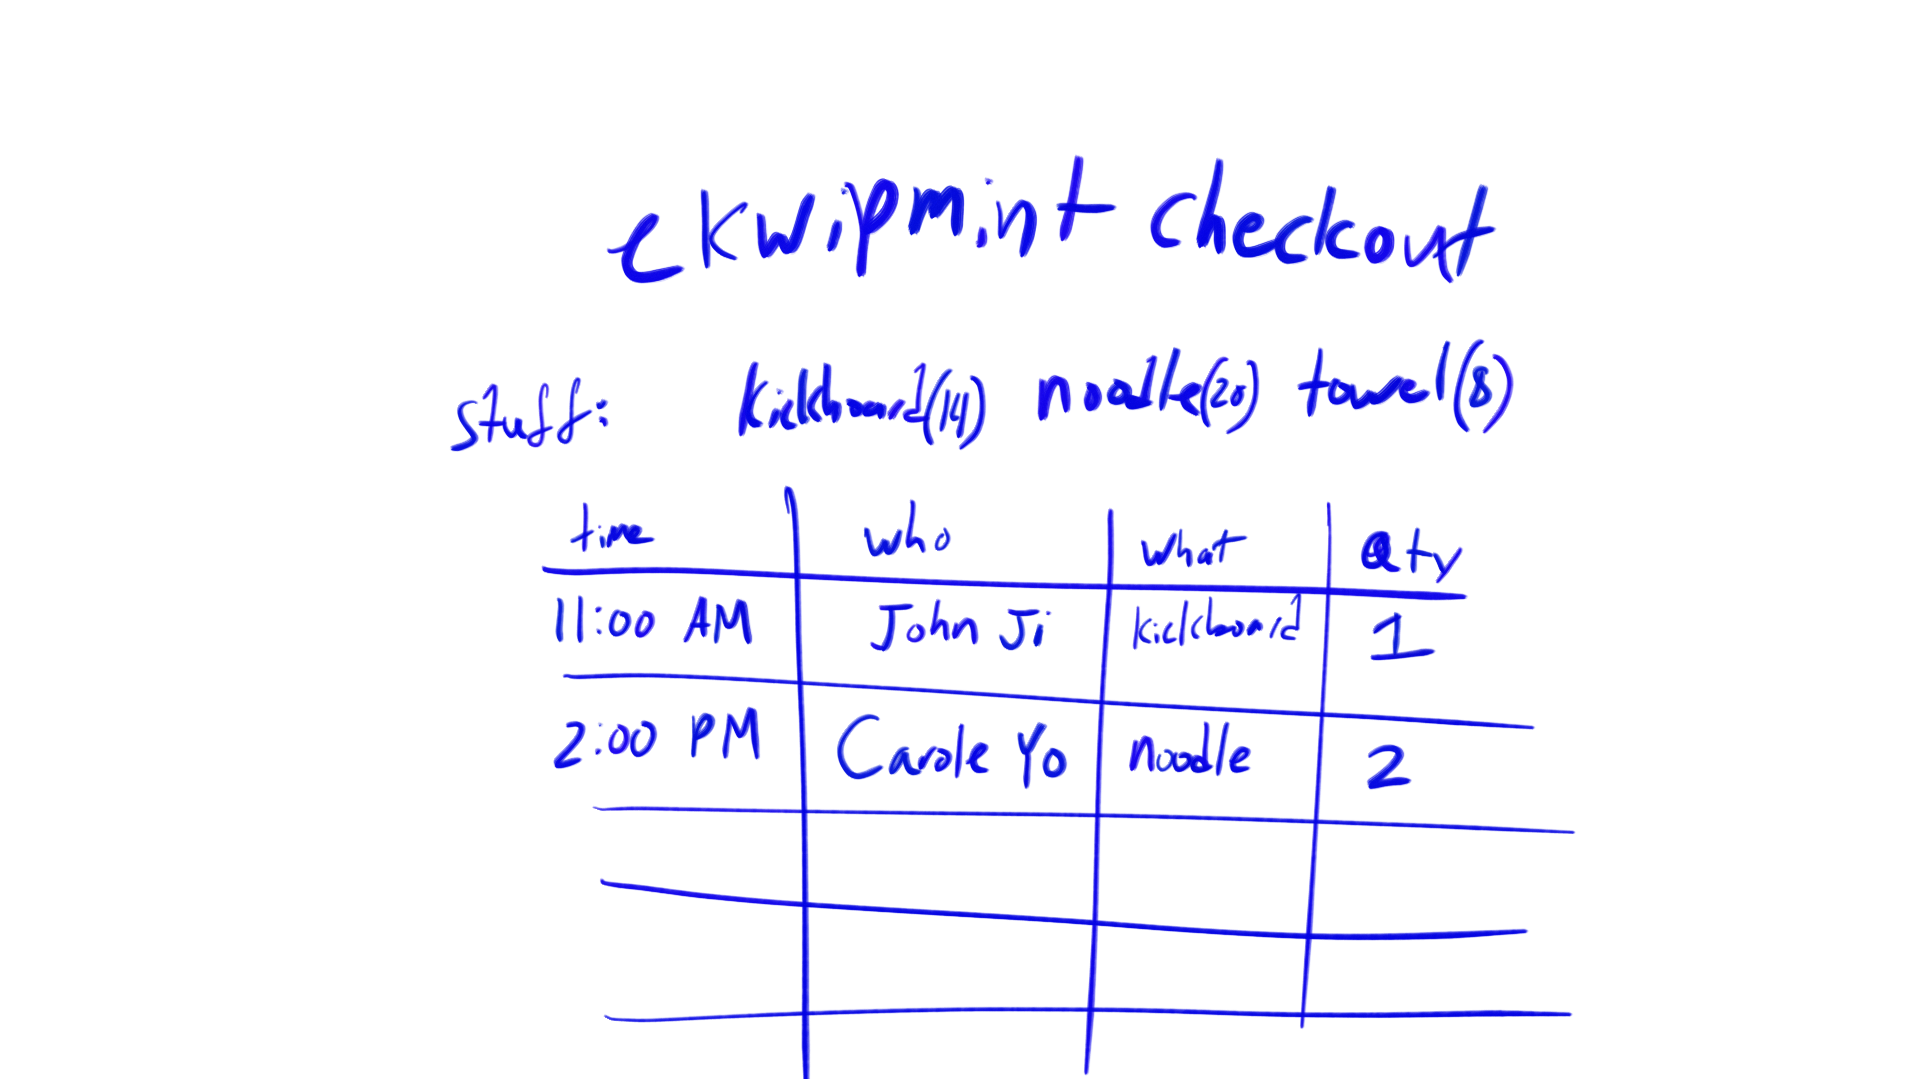 ekwipmint checkout
stuff: kickboard(14) noodle(20) towel(8)
time who what Qty
11:00 AM John Ji kickboard 1
2:00 PM Carole Yo noodle 2